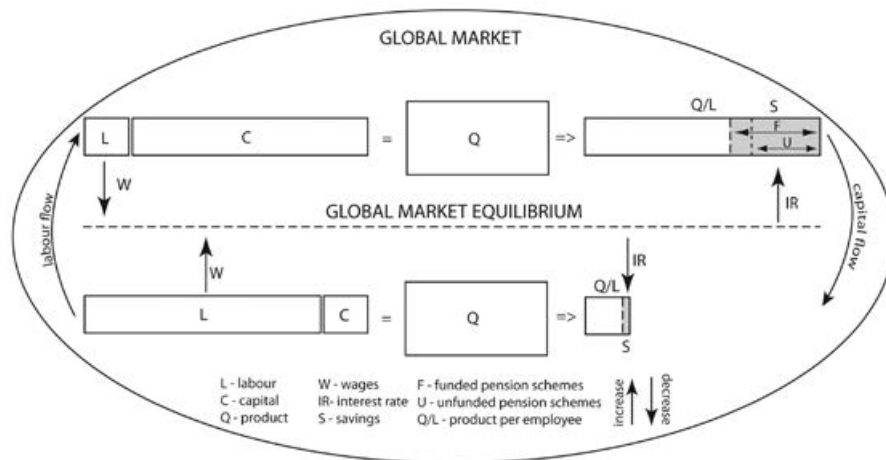 GLOBAL MARKET
Q/L S
L C = Q => F
U
W IR
labour flow
capital flow
GLOBAL MARKET EQUILIBRIUM
W IR
Q/L
L C = Q =>
S
L - labour W - wages F - funded pension schemes
C - capital IR- interest rate U - unfunded pension schemes
Q - product S - savings Q/L - product per employee
increase
decrease